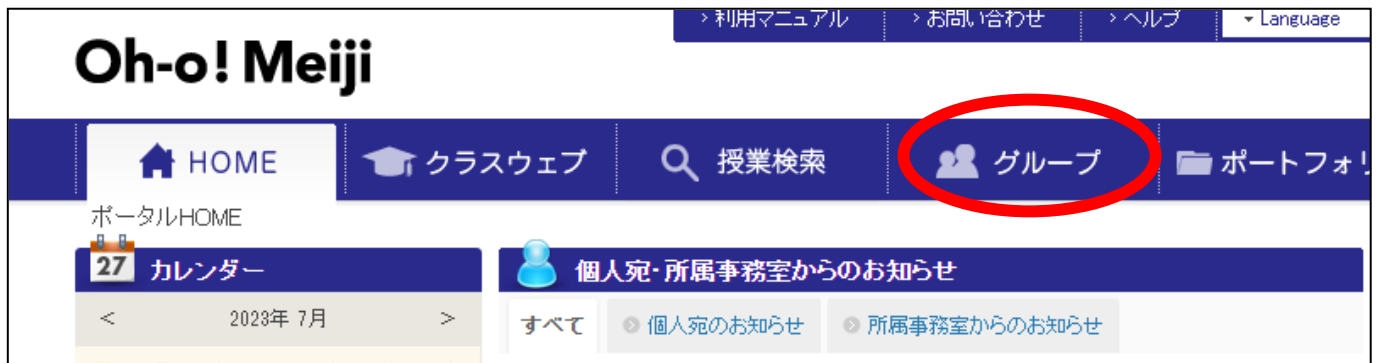 > 利用マニュアル > お問い合わせ > ヘルプ Language
Oh-o! Meiji
HOME クラスウェブ 授業検索 グループ ポートフォリ
ポータルHOME
27 カレンダー
個人宛・所属事務室からのお知らせ
< 2023年 7月 >
すべて 個人宛のお知らせ 所属事務室からのお知らせ